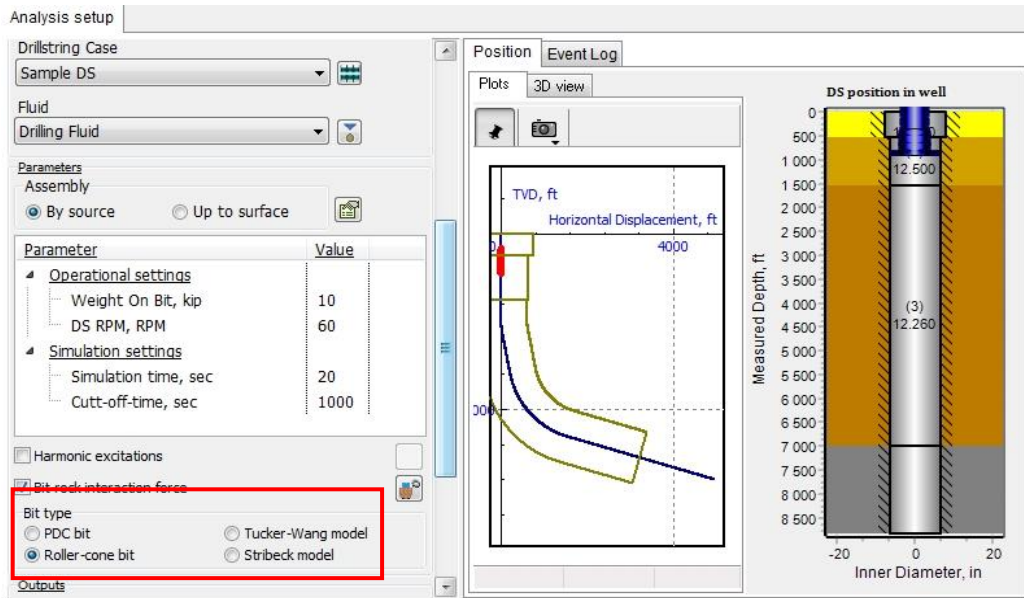 Analysis setup
Drillstring Case
Sample DS
Fluid
Drilling Fluid
Parameters
Assembly
By source
Up to surface
Parameter Value
Operational settings
Weight On Bit, kip 10
DS RPM, RPM 60
Simulation settings
Simulation time, sec 20
Cutt-off-time, sec 1000
Harmonic excitations
Bit-rock interaction force
Bit type
PDC bit
Tucker-Wang model
Roller-cone bit
Stribeck model
Outputs
Position Event Log
Plots 3D view
TVD, ft
Horizontal Displacement, ft
4000
DS position in well
Measured Depth, ft
0
500
1 000
1 500
2 000
2 500
3 000
3 500
4 000
4 500
5 000
5 500
6 000
6 500
7 000
7 500
8 000
8 500
12.500
(3)
12.260
-20 0 20
Inner Diameter, in